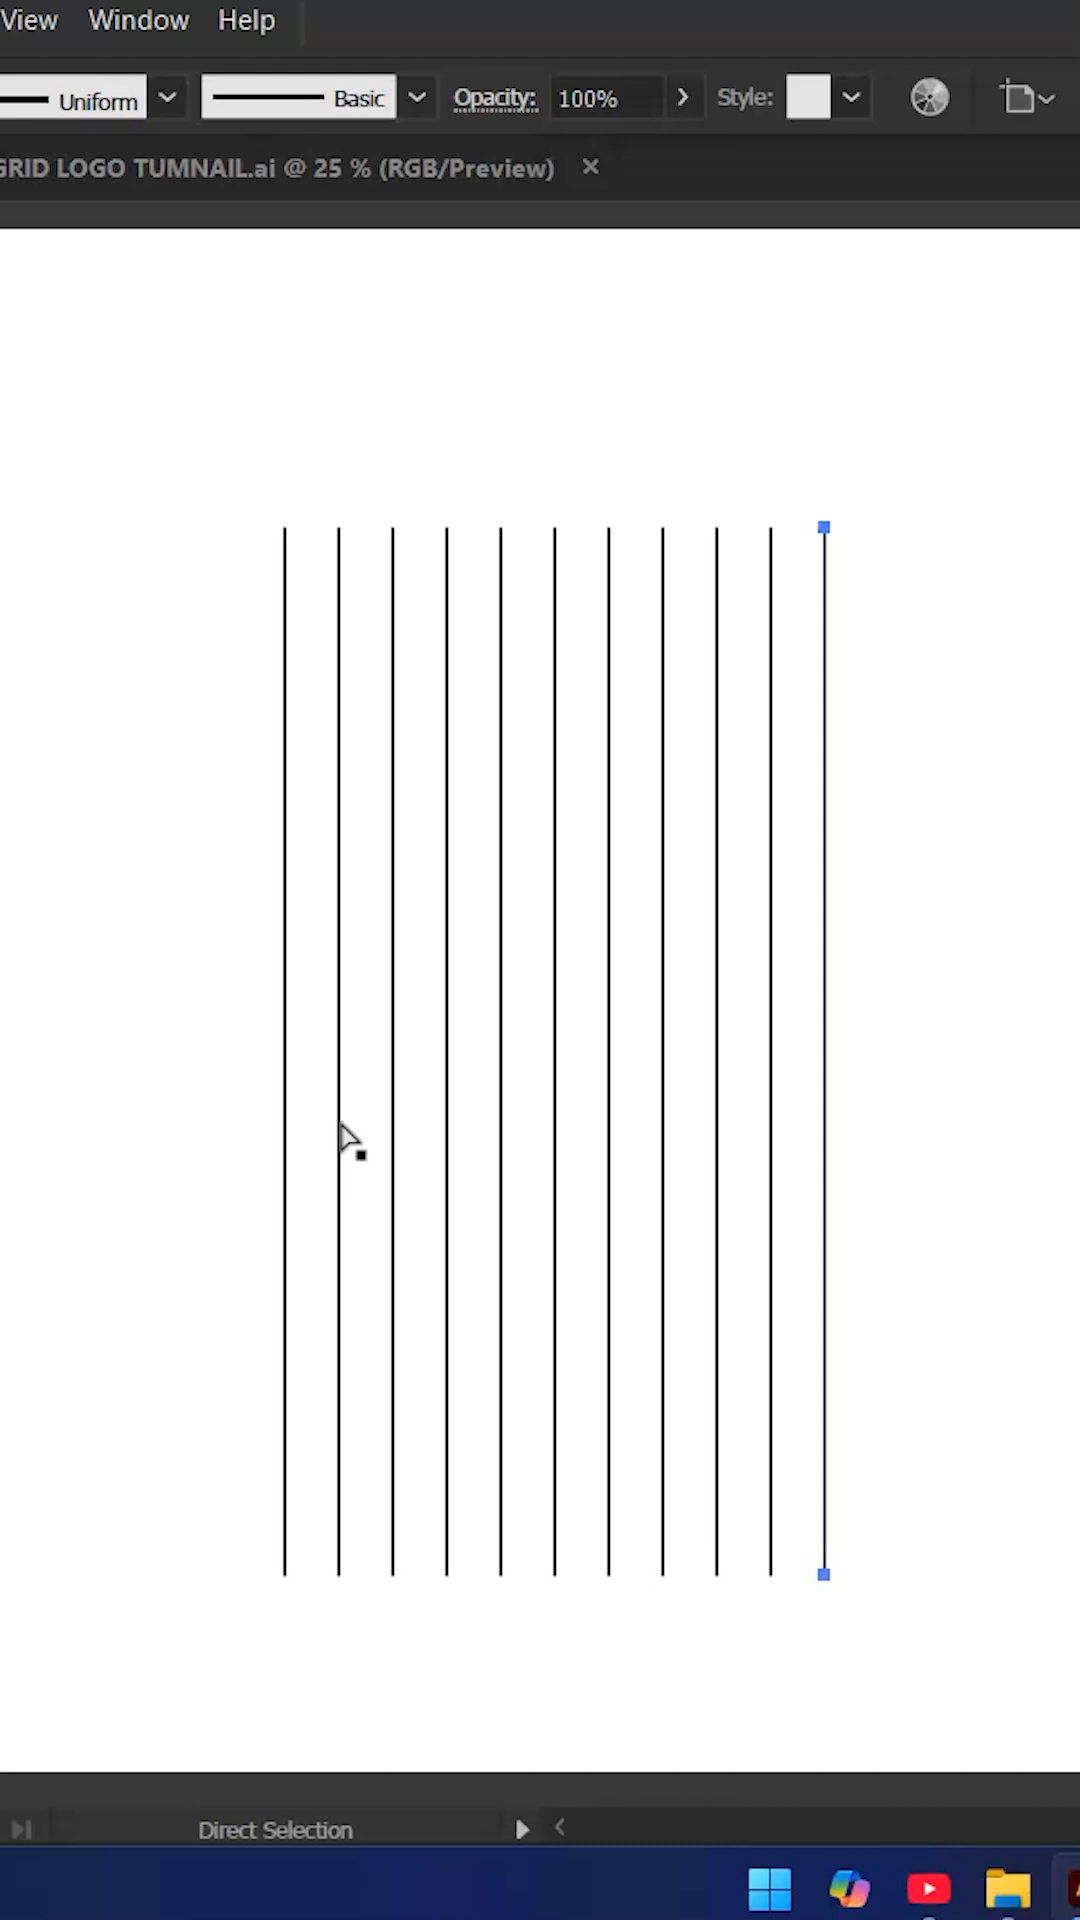 View Window Help
Uniform Basic Opacity: 100% Style:
GRID LOGO TUMNAIL.ai @ 25 % (RGB/Preview) ×
Direct Selection